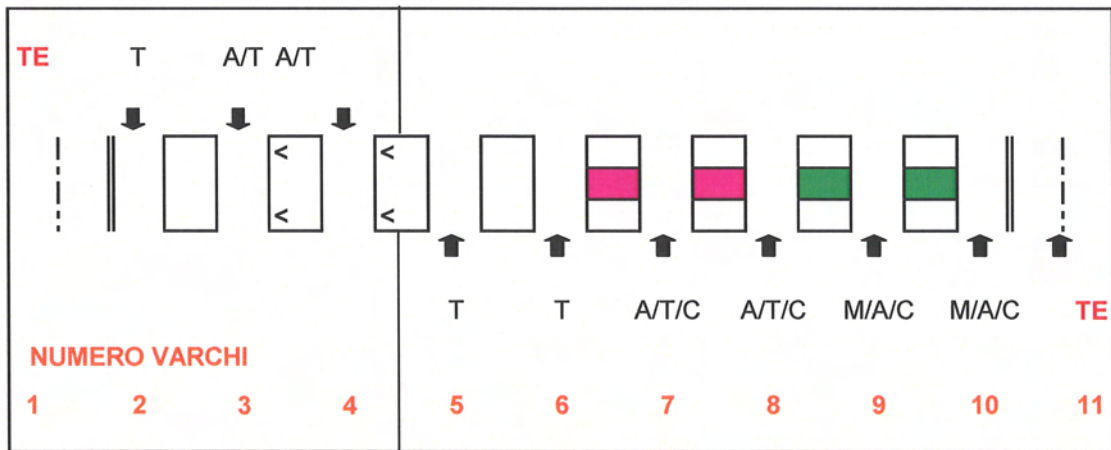 TE T A/T A/T
< <
< <
T T A/T/C A/T/C M/A/C M/A/C TE
NUMERO VARCHI
1 2 3 4 5 6 7 8 9 10 11